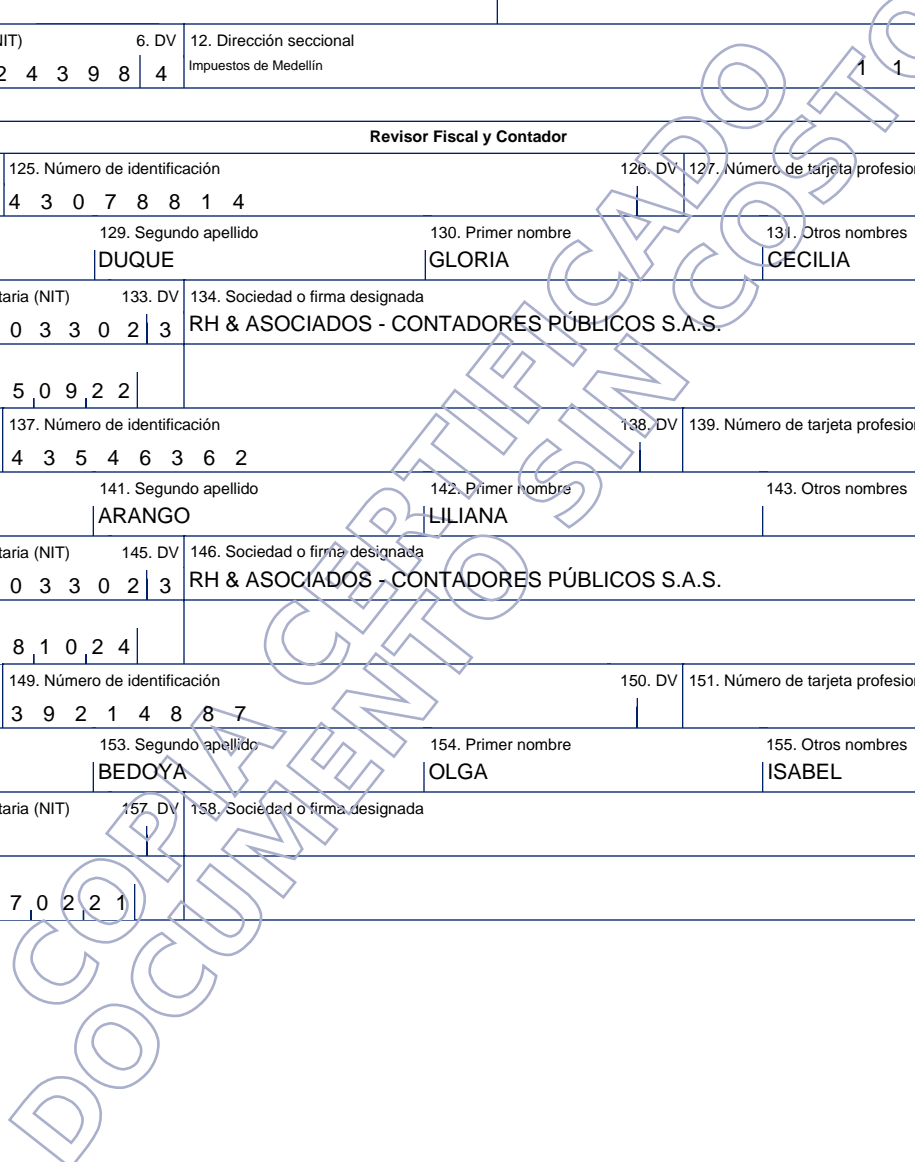 IIT) 6. DV 12. Dirección seccional
2 4 3 9 8 4 Impuestos de Medellín 1 1
Revisor Fiscal y Contador
125. Número de identificación 126. DV 127. Número de tarjeta profesion
4 3 0 7 8 8 1 4
129. Segundo apellido 130. Primer nombre 131. Otros nombres
DUQUE GLORIA CECILIA
taria (NIT) 133. DV 134. Sociedad o firma designada
0 3 3 0 2 3 RH & ASOCIADOS - CONTADORES PÚBLICOS S.A.S.
5 0 9 2 2
137. Número de identificación 138. DV 139. Número de tarjeta profesion
4 3 5 4 6 3 6 2
141. Segundo apellido 142. Primer nombre 143. Otros nombres
ARANGO LILIANA
taria (NIT) 145. DV 146. Sociedad o firma designada
0 3 3 0 2 3 RH & ASOCIADOS - CONTADORES PÚBLICOS S.A.S.
8 1 0 2 4
149. Número de identificación 150. DV 151. Número de tarjeta profesion
3 9 2 1 4 8 8 7
153. Segundo apellido 154. Primer nombre 155. Otros nombres
BEDOYA OLGA ISABEL
taria (NIT) 157. DV 158. Sociedad o firma designada
7 0 2 2 1
COPIA CERTIFICADO
DOCUMENTO SIN COSTO